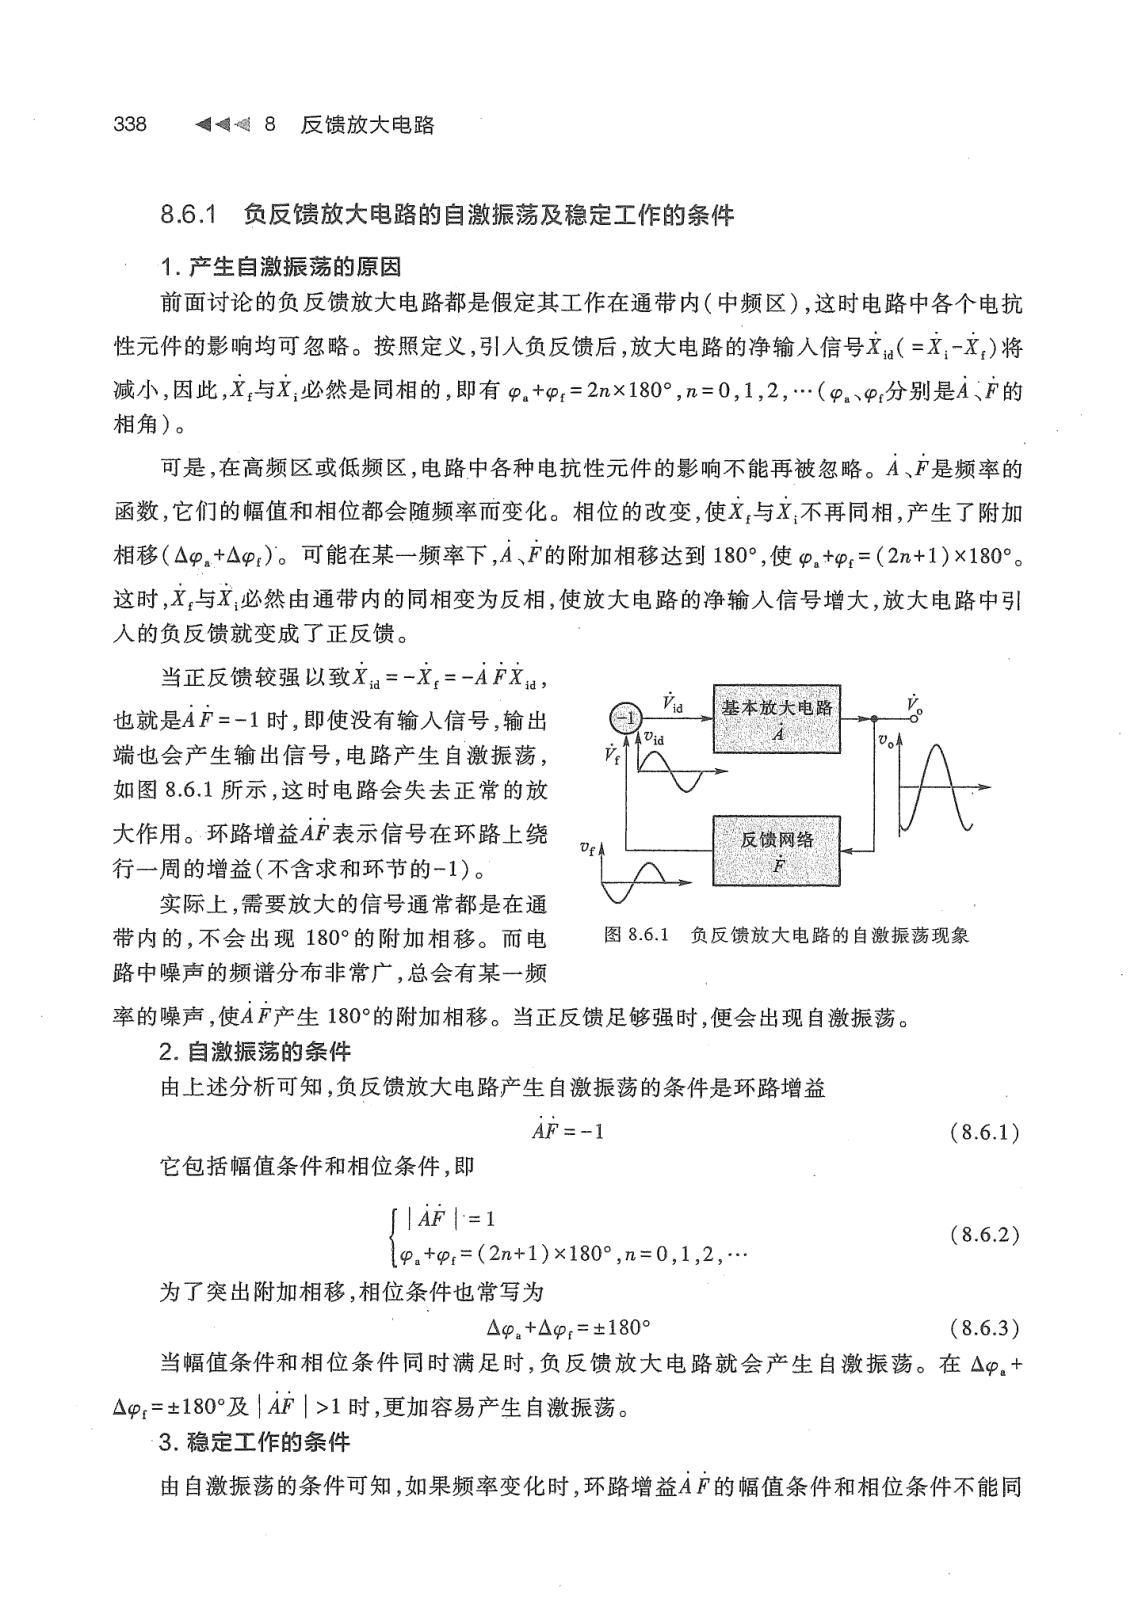 338 ◀◀◀ 8 反馈放大电路
8.6.1 负反馈放大电路的自激振荡及稳定工作的条件
1. 产生自激振荡的原因
前面讨论的负反馈放大电路都是假定其工作在通带内(中频区),这时电路中各个电抗
性元件的影响均可忽略。按照定义,引入负反馈后,放大电路的净输入信号Ẋid(=Ẋi-Ẋf)将
减小,因此,Ẋf与Ẋi必然是同相的,即有 φa+φf=2n×180°,n=0,1,2,…(φa、φf分别是Ȧ、Ḟ的
相角)。
可是,在高频区或低频区,电路中各种电抗性元件的影响不能再被忽略。Ȧ、Ḟ是频率的
函数,它们的幅值和相位都会随频率而变化。相位的改变,使Ẋf与Ẋi不再同相,产生了附加
相移(Δφa+Δφf)。可能在某一频率下,Ȧ、Ḟ的附加相移达到 180°,使 φa+φf=(2n+1)×180°。
这时,Ẋf与Ẋi必然由通带内的同相变为反相,使放大电路的净输入信号增大,放大电路中引
入的负反馈就变成了正反馈。
当正反馈较强以致Ẋid=-Ẋf=-ȦḞẊid,
也就是ȦḞ=-1 时,即使没有输入信号,输出
端也会产生输出信号,电路产生自激振荡,
如图 8.6.1 所示,这时电路会失去正常的放
大作用。环路增益ȦḞ表示信号在环路上绕
行一周的增益(不含求和环节的-1)。
实际上,需要放大的信号通常都是在通
带内的,不会出现 180°的附加相移。而电
路中噪声的频谱分布非常广,总会有某一频
-1
V̇id
基本放大电路
Ȧ
V̇o
V̇f
vid
vo
反馈网络
Ḟ
vf
图 8.6.1 负反馈放大电路的自激振荡现象
率的噪声,使ȦḞ产生 180°的附加相移。当正反馈足够强时,便会出现自激振荡。
2. 自激振荡的条件
由上述分析可知,负反馈放大电路产生自激振荡的条件是环路增益
ȦḞ=-1 (8.6.1)
它包括幅值条件和相位条件,即
{|ȦḞ|=1
φa+φf=(2n+1)×180°,n=0,1,2,… (8.6.2)
为了突出附加相移,相位条件也常写为
Δφa+Δφf=±180° (8.6.3)
当幅值条件和相位条件同时满足时,负反馈放大电路就会产生自激振荡。在 Δφa+
Δφf=±180°及|ȦḞ|>1 时,更加容易产生自激振荡。
3. 稳定工作的条件
由自激振荡的条件可知,如果频率变化时,环路增益ȦḞ的幅值条件和相位条件不能同